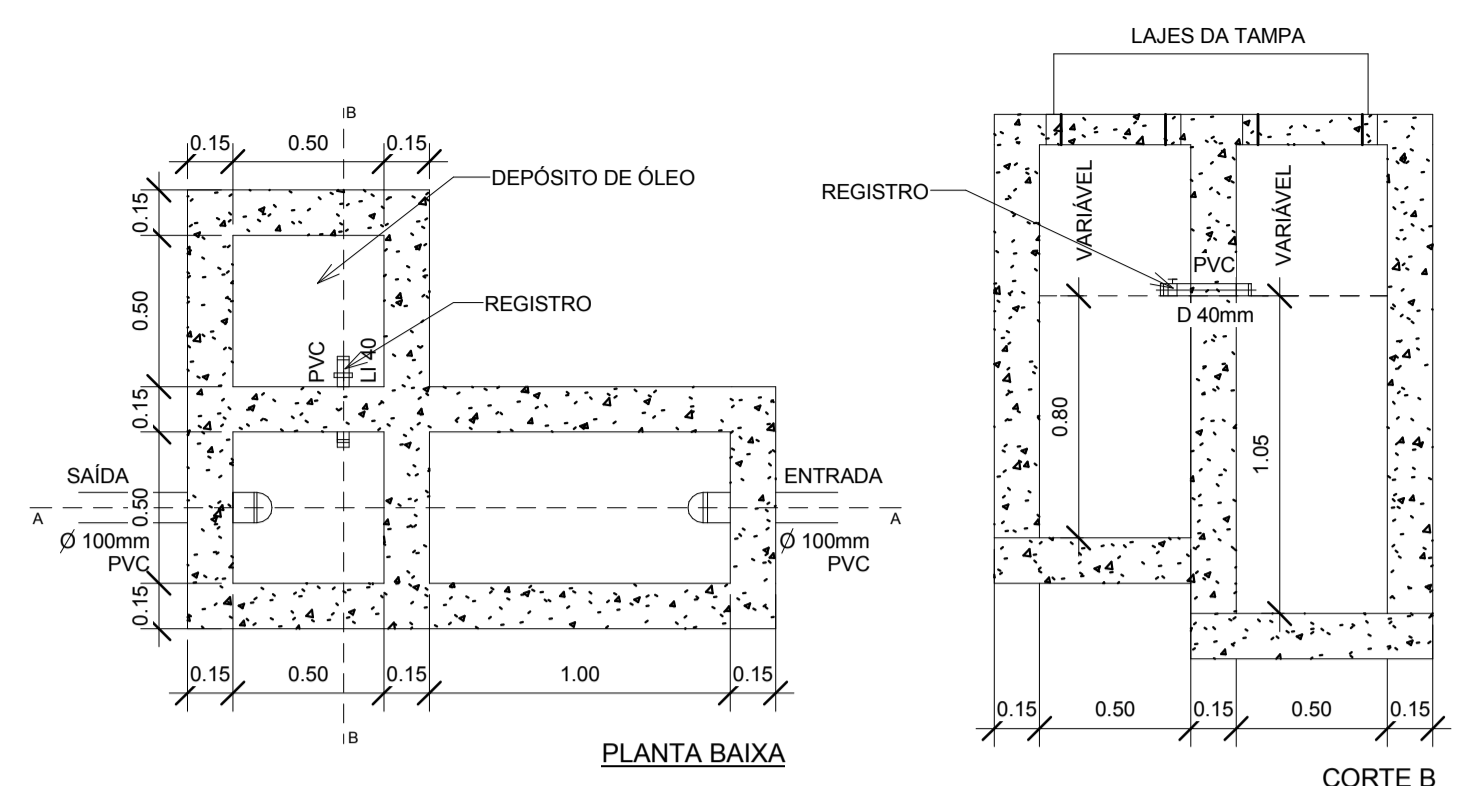 B
0.15 0.50 0.15
DEPÓSITO DE ÓLEO
0.15
0.50
REGISTRO
PVC
LI 40
0.15
SAÍDA
ENTRADA
0.50
A
A
Ø 100mm
PVC
Ø 100mm
PVC
0.15
0.15 0.50 0.15 1.00 0.15
B
PLANTA BAIXA
LAJES DA TAMPA
REGISTRO
VARIÁVEL
VARIÁVEL
PVC
D 40mm
0.80
1.05
0.15 0.50 0.15 0.50 0.15
CORTE B